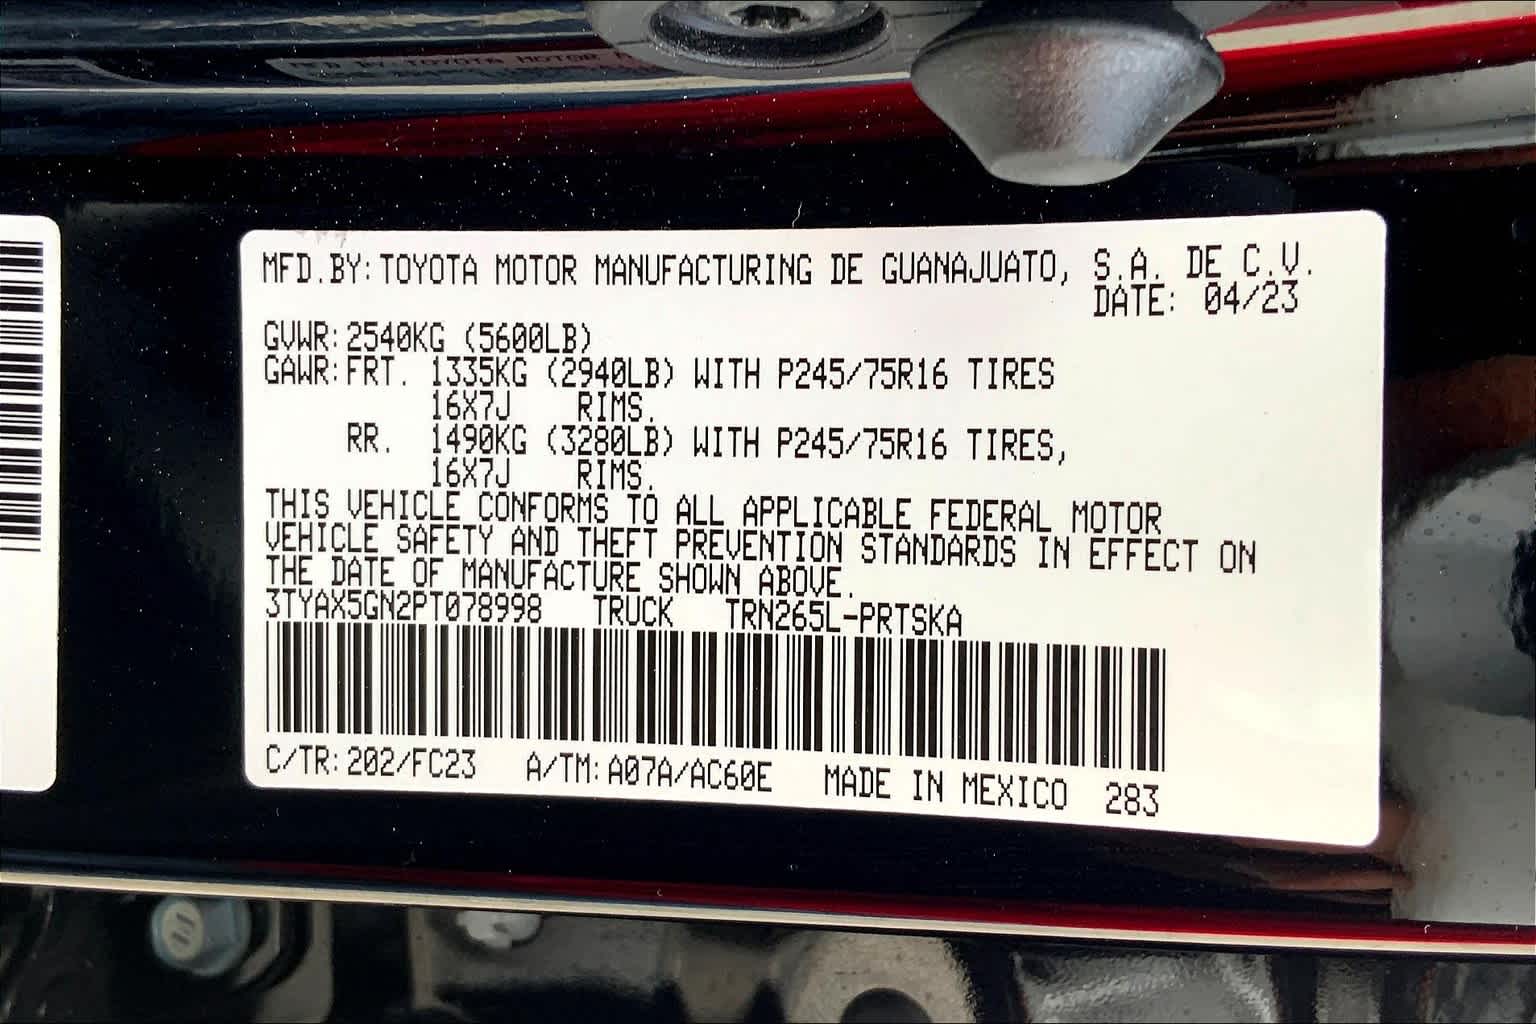 MFD.BY:TOYOTA MOTOR MANUFACTURING DE GUANAJUATO, S.A. DE C.V.
DATE: 04/23
GVWR:2540KG (5600LB)
GAWR:FRT. 1335KG (2940LB) WITH P245/75R16 TIRES
16X7J RIMS.
RR. 1490KG (3280LB) WITH P245/75R16 TIRES,
16X7J RIMS.
THIS VEHICLE CONFORMS TO ALL APPLICABLE FEDERAL MOTOR
VEHICLE SAFETY AND THEFT PREVENTION STANDARDS IN EFFECT ON
THE DATE OF MANUFACTURE SHOWN ABOVE.
3TYAX5GN2PT078998 TRUCK TRN265L-PRTSKA
C/TR:202/FC23 A/TM:A07A/AC60E MADE IN MEXICO 283